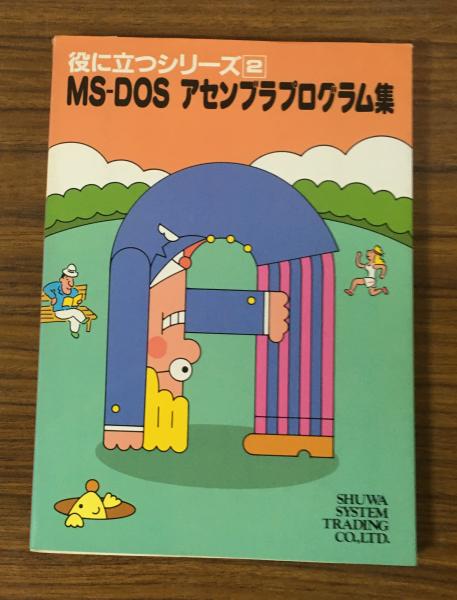 役に立つシリーズ2
MS-DOS アセンブラプログラム集
SHUWA
SYSTEM
TRADING
CO.,LTD.